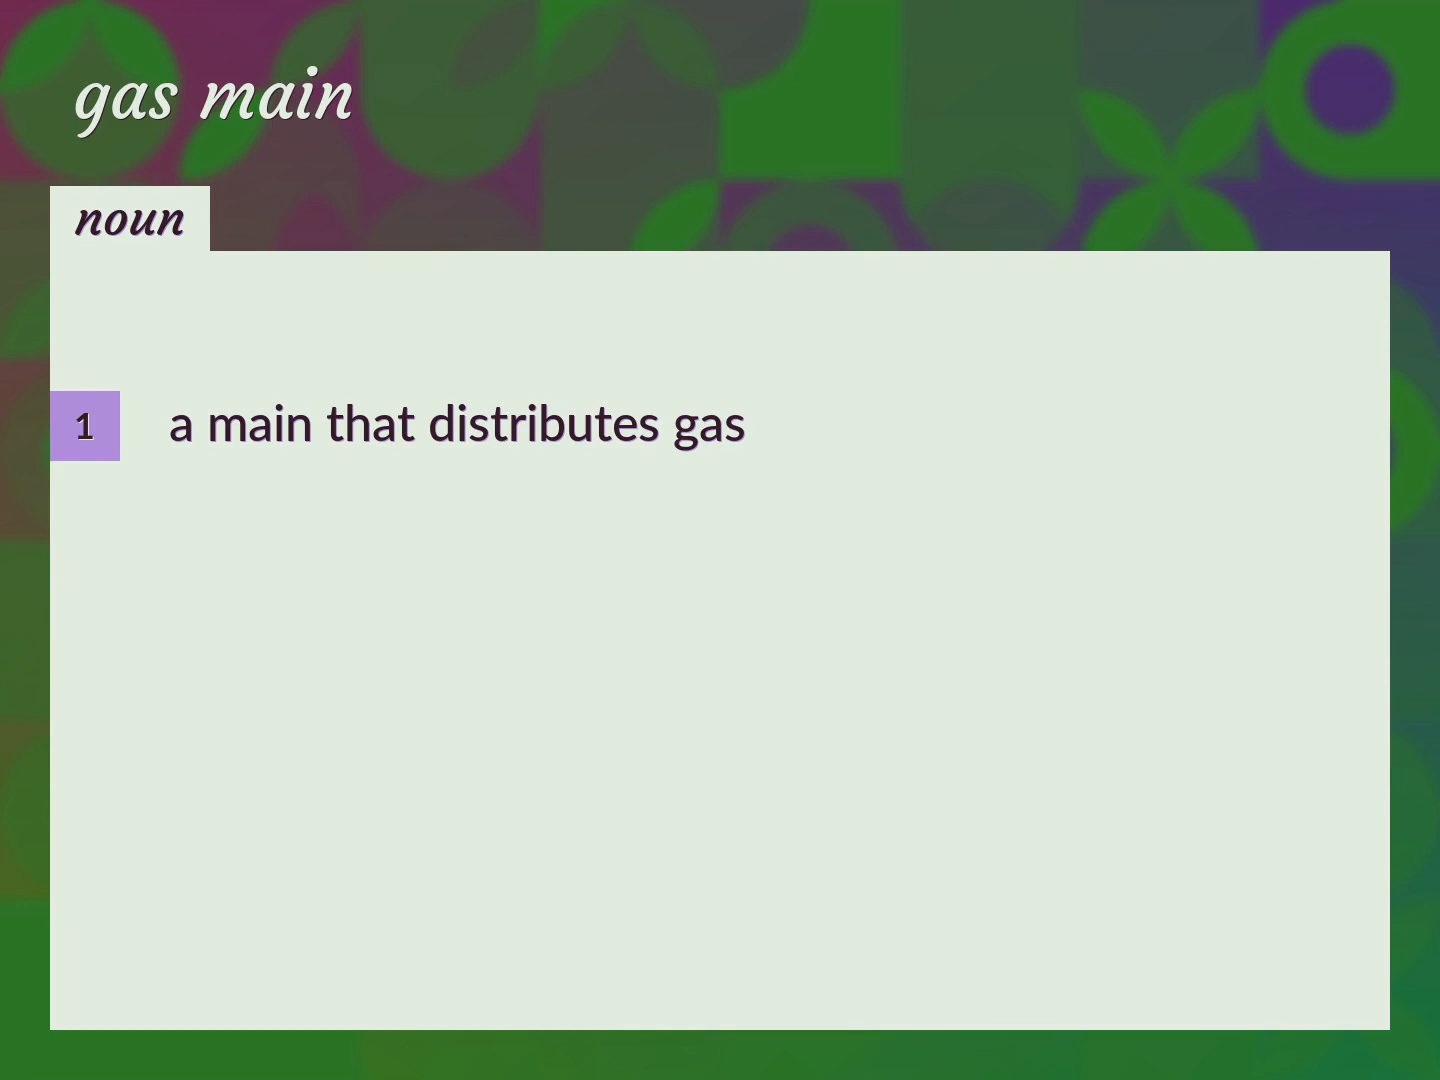 gas main
noun
1 a main that distributes gas